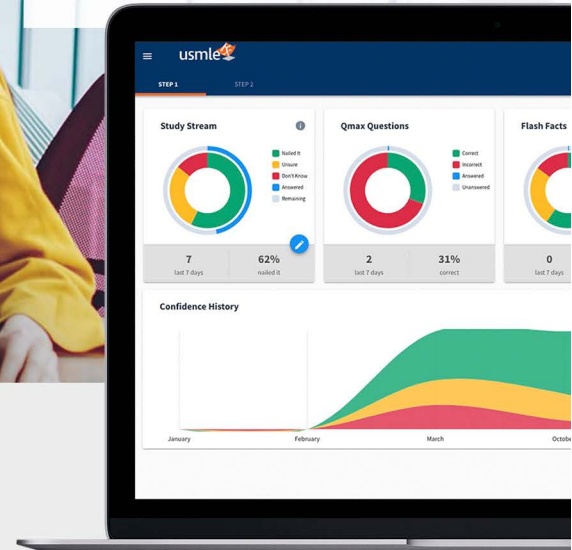 usmle
STEP 1
STEP 2
Study Stream
Nailed It
Unsure
Don't Know
Answered
Remaining
7
last 7 days
62%
nailed it
Qmax Questions
Correct
Incorrect
Answered
Unanswered
2
last 7 days
31%
correct
Flash Facts
0
last 7 days
Confidence History
January
February
March
Octobe